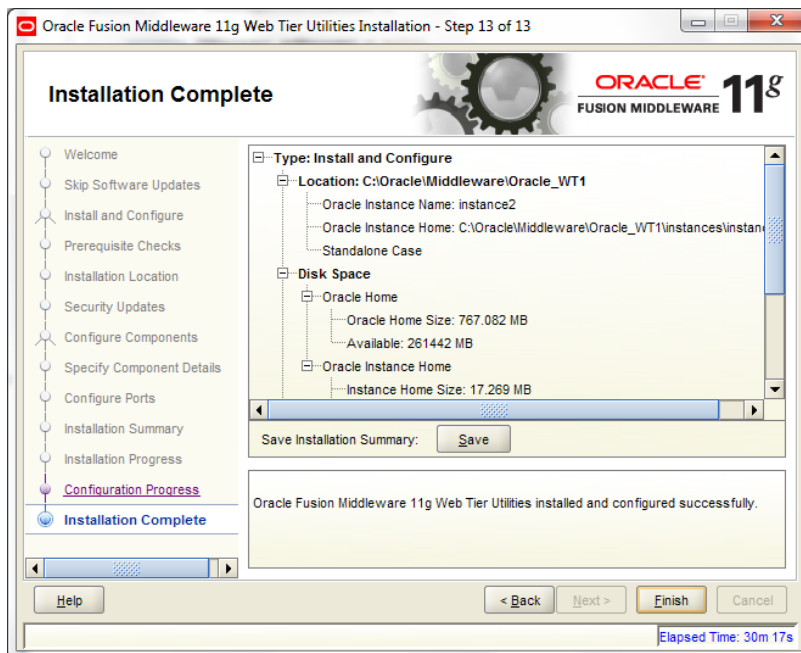 Oracle Fusion Middleware 11g Web Tier Utilities Installation - Step 13 of 13
Installation Complete
ORACLE
FUSION MIDDLEWARE 11g
Welcome
Skip Software Updates
Install and Configure
Prerequisite Checks
Installation Location
Security Updates
Configure Components
Specify Component Details
Configure Ports
Installation Summary
Installation Progress
Configuration Progress
Installation Complete
Type: Install and Configure
Location: C:\Oracle\Middleware\Oracle_WT1
Oracle Instance Name: instance2
Oracle Instance Home: C:\Oracle\Middleware\Oracle_WT1\instances\instan
Standalone Case
Disk Space
Oracle Home
Oracle Home Size: 767.082 MB
Available: 261442 MB
Oracle Instance Home
Instance Home Size: 17.269 MB
Save Installation Summary: Save
Oracle Fusion Middleware 11g Web Tier Utilities installed and configured successfully.
Help < Back Next > Finish Cancel
Elapsed Time: 30m 17s